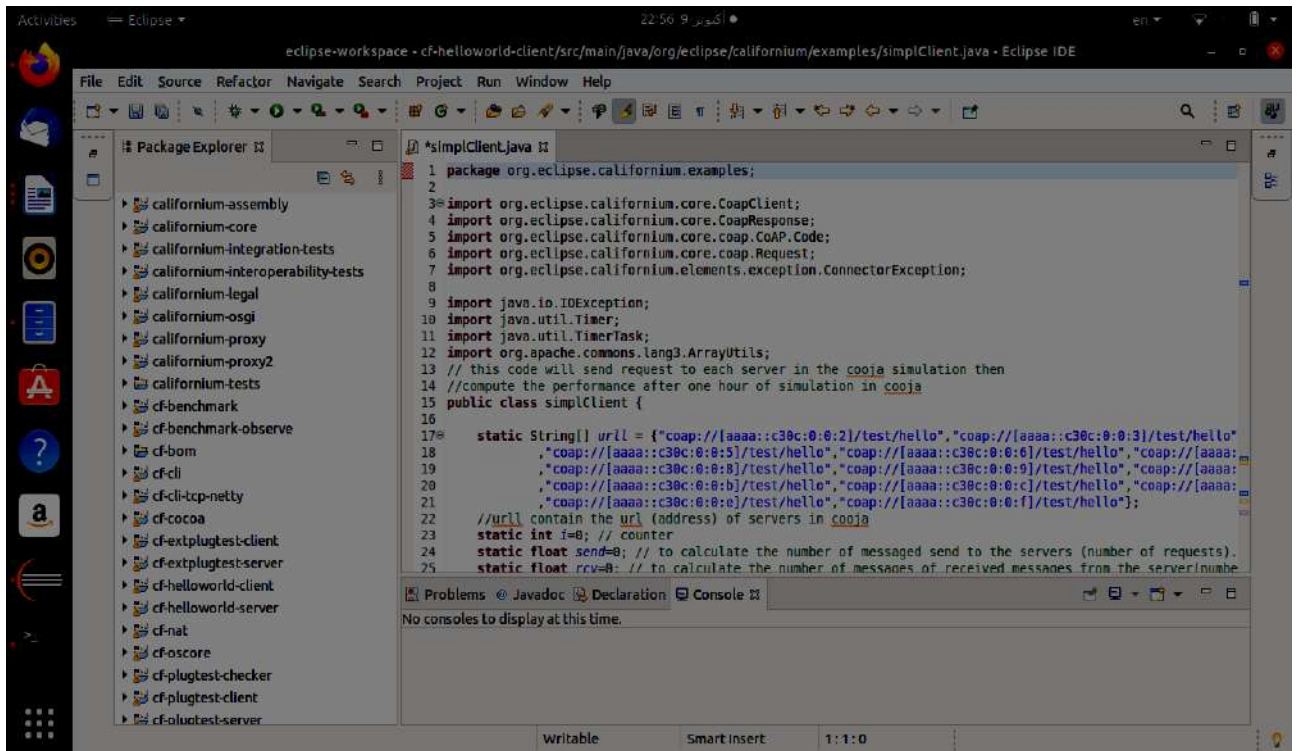 Activities
Eclipse
22:56 9 أكتوبر
en
eclipse-workspace - cf-helloworld-client/src/main/java/org/eclipse/californium/examples/simplClient.java - Eclipse IDE
File Edit Source Refactor Navigate Search Project Run Window Help
Package Explorer
californium-assembly
californium-core
californium-integration-tests
californium-interoperability-tests
californium-legal
californium-osgi
californium-proxy
californium-proxy2
californium-tests
cf-benchmark
cf-benchmark-observe
cf-bom
cf-cli
cf-cli-tcp-netty
cf-cocoa
cf-extplugtest-client
cf-extplugtest-server
cf-helloworld-client
cf-helloworld-server
cf-nat
cf-oscore
cf-plugtest-checker
cf-plugtest-client
cf-plugtest-server
*simplClient.java
1 package org.eclipse.californium.examples;
2
3 import org.eclipse.californium.core.CoapClient;
4 import org.eclipse.californium.core.CoapResponse;
5 import org.eclipse.californium.core.coap.CoAP.Code;
6 import org.eclipse.californium.core.coap.Request;
7 import org.eclipse.californium.elements.exception.ConnectorException;
8
9 import java.io.IOException;
10 import java.util.Timer;
11 import java.util.TimerTask;
12 import org.apache.commons.lang3.ArrayUtils;
13 // this code will send request to each server in the cooja simulation then
14 //compute the performance after one hour of simulation in cooja
15 public class simplClient {
16
17 static String[] urll = {"coap://[aaaa::c30c:0:0:2]/test/hello","coap://[aaaa::c30c:0:0:3]/test/hello"
18 ,"coap://[aaaa::c30c:0:0:5]/test/hello","coap://[aaaa::c30c:0:0:6]/test/hello","coap://[aaaa:
19 ,"coap://[aaaa::c30c:0:0:8]/test/hello","coap://[aaaa::c30c:0:0:9]/test/hello","coap://[aaaa:
20 ,"coap://[aaaa::c30c:0:0:b]/test/hello","coap://[aaaa::c30c:0:0:c]/test/hello","coap://[aaaa:
21 ,"coap://[aaaa::c30c:0:0:e]/test/hello","coap://[aaaa::c30c:0:0:f]/test/hello"};
22 //urll contain the url (address) of servers in cooja
23 static int i=0; // counter
24 static float send=0; // to calculate the number of messaged send to the servers (number of requests).
25 static float rcv=0; // to calculate the number of messages of received messages from the server(numbe
Problems Javadoc Declaration Console
No consoles to display at this time.
Writable Smart Insert 1:1:0